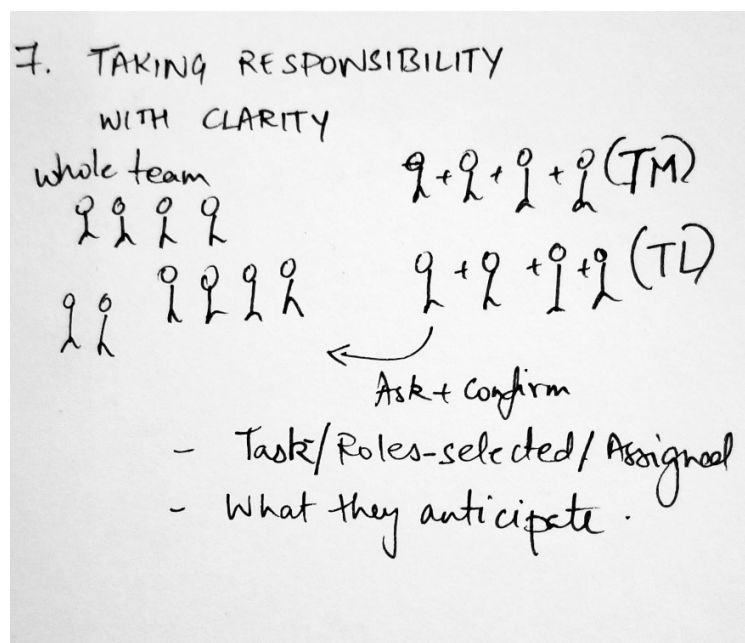 7. TAKING RESPONSIBILITY
WITH CLARITY
whole team
+ + + (TM)
+ + + (TL)
Ask + Confirm
- Task/Roles-selected/Assigned
- What they anticipate.